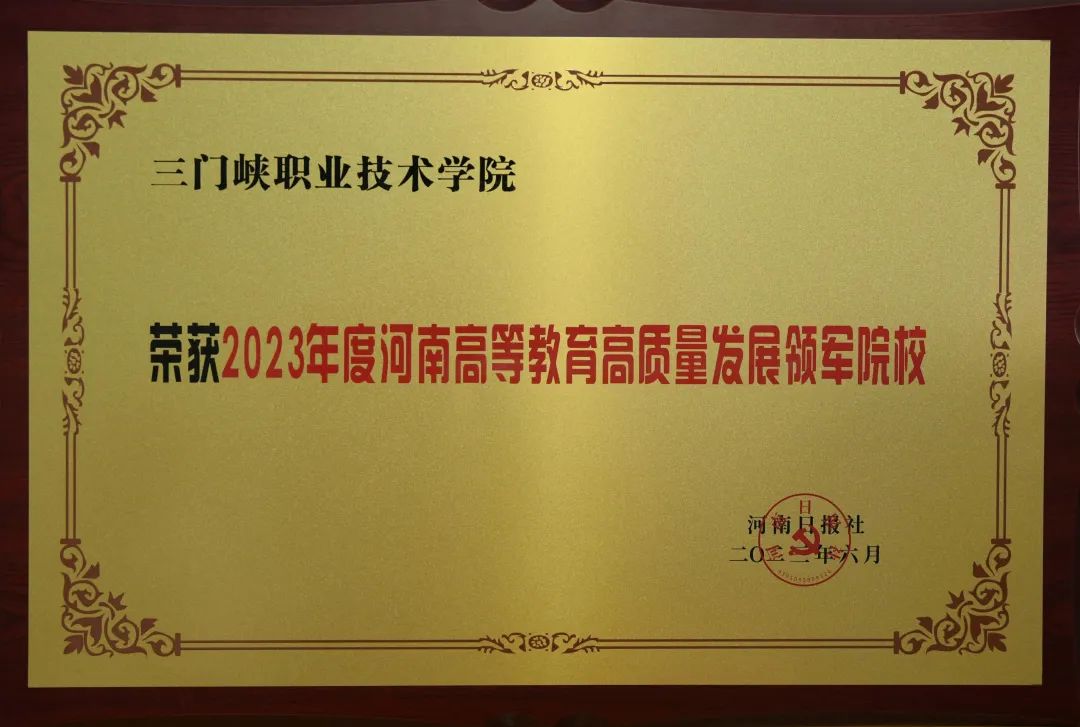 三门峡职业技术学院
荣获2023年度河南高等教育高质量发展领军院校
河南日报社
二〇二三年六月